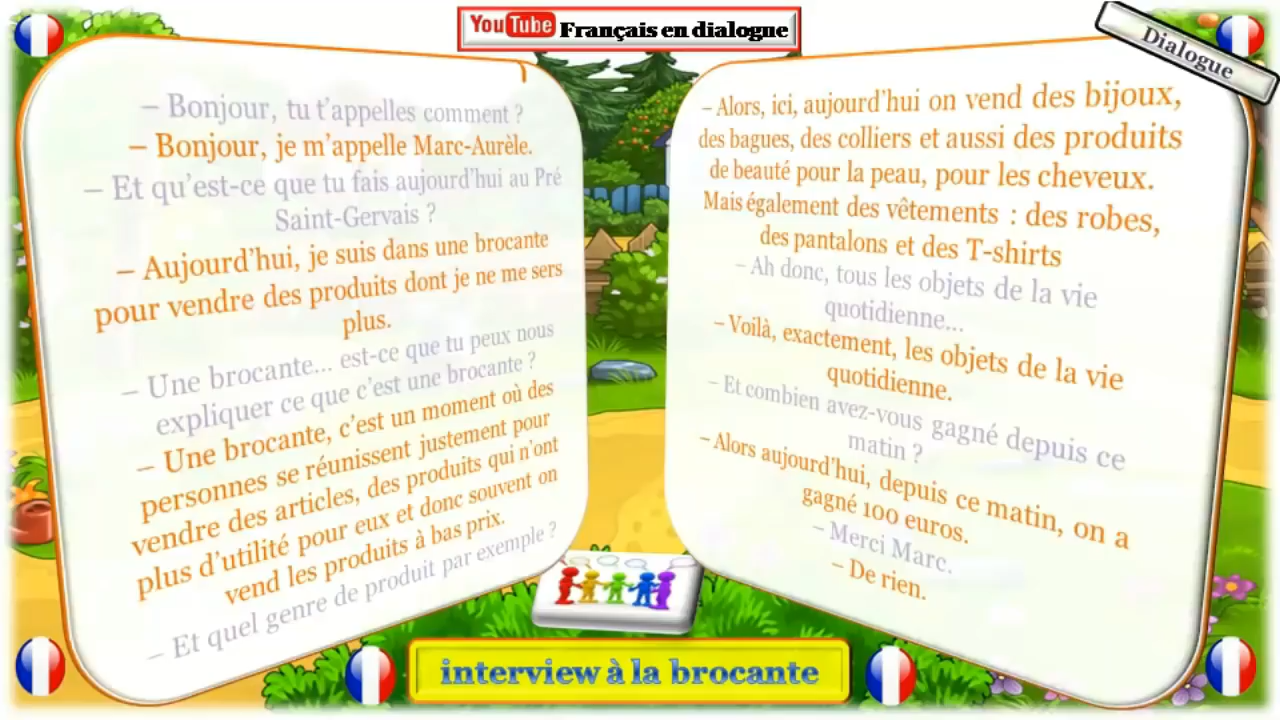 YouTube Français en dialogue
Dialogue
– Bonjour, tu t'appelles comment ?
– Bonjour, je m'appelle Marc-Aurèle.
– Et qu'est-ce que tu fais aujourd'hui au Pré
Saint-Gervais ?
– Aujourd'hui, je suis dans une brocante
pour vendre des produits dont je ne me sers
plus.
– Une brocante... est-ce que tu peux nous
expliquer ce que c'est une brocante ?
– Une brocante, c'est un moment où des
personnes se réunissent justement pour
vendre des articles, des produits qui n'ont
plus d'utilité pour eux et donc souvent on
vend les produits à bas prix.
– Et quel genre de produit par exemple ?
– Alors, ici, aujourd'hui on vend des bijoux,
des bagues, des colliers et aussi des produits
de beauté pour la peau, pour les cheveux.
Mais également des vêtements : des robes,
des pantalons et des T-shirts
– Ah donc, tous les objets de la vie
quotidienne...
– Voilà, exactement, les objets de la vie
quotidienne.
– Et combien avez-vous gagné depuis ce
matin ?
– Alors aujourd'hui, depuis ce matin, on a
gagné 100 euros.
– Merci Marc.
– De rien.
interview à la brocante